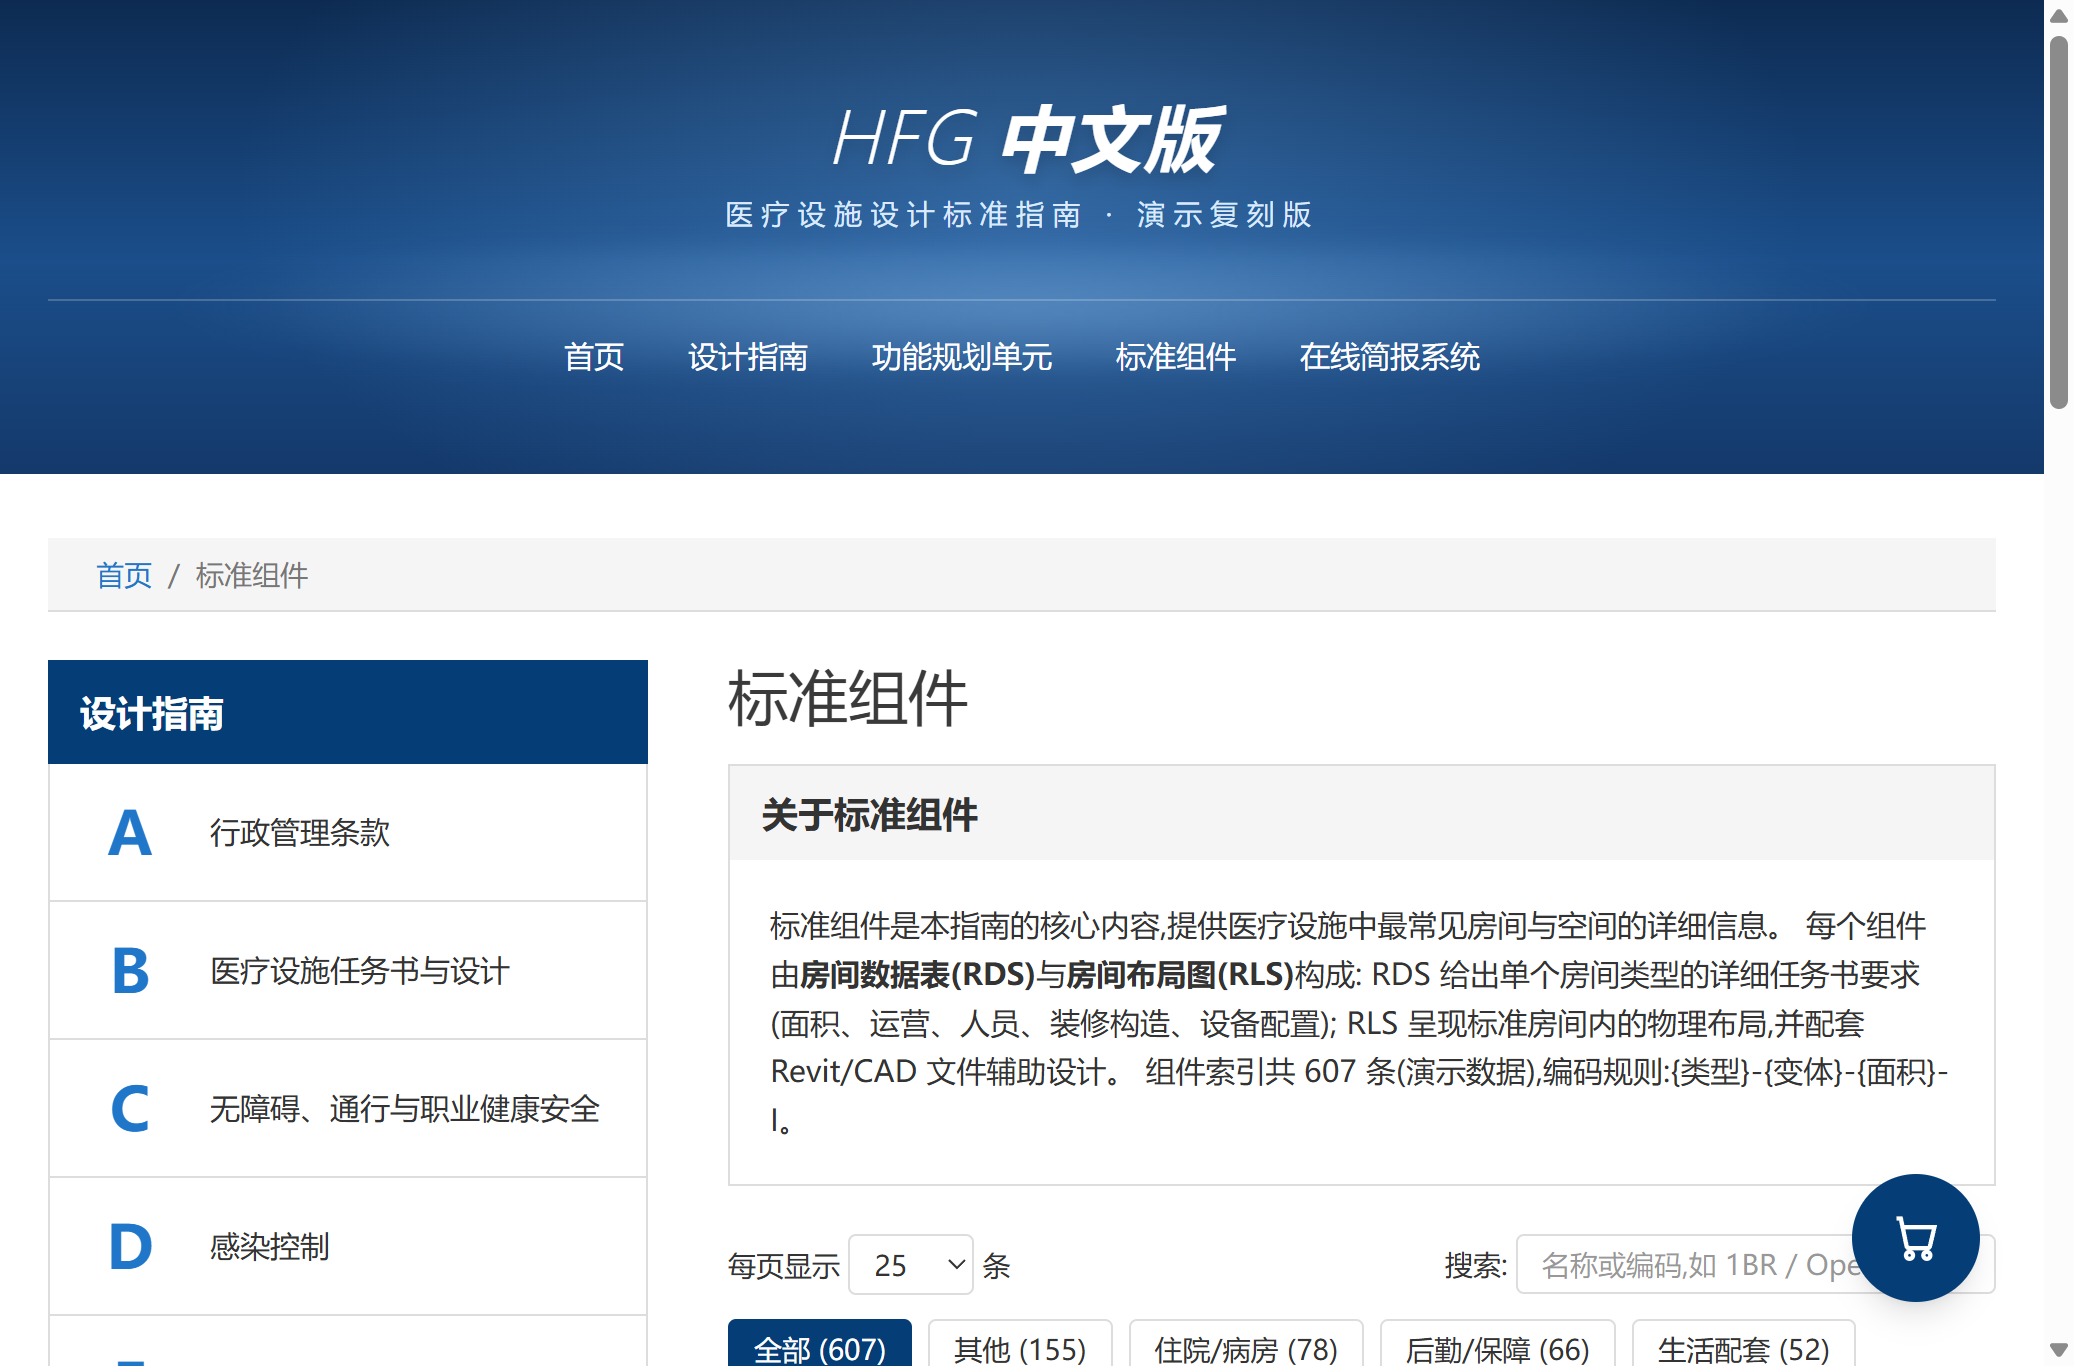 HFG 中文版
医疗设施设计标准指南 · 演示复刻版
首页 设计指南 功能规划单元 标准组件 在线简报系统
首页 / 标准组件
设计指南
A 行政管理条款
B 医疗设施任务书与设计
C 无障碍、通行与职业健康安全
D 感染控制
标准组件
关于标准组件
标准组件是本指南的核心内容,提供医疗设施中最常见房间与空间的详细信息。 每个组件
由房间数据表(RDS)与房间布局图(RLS)构成: RDS 给出单个房间类型的详细任务书要求
(面积、运营、人员、装修构造、设备配置); RLS 呈现标准房间内的物理布局,并配套
Revit/CAD 文件辅助设计。 组件索引共 607 条(演示数据),编码规则:{类型}-{变体}-{面积}-
I。
每页显示 25 条 搜索: 名称或编码,如 1BR / Ope
全部 (607) 其他 (155) 住院/病房 (78) 后勤/保障 (66) 生活配套 (52)